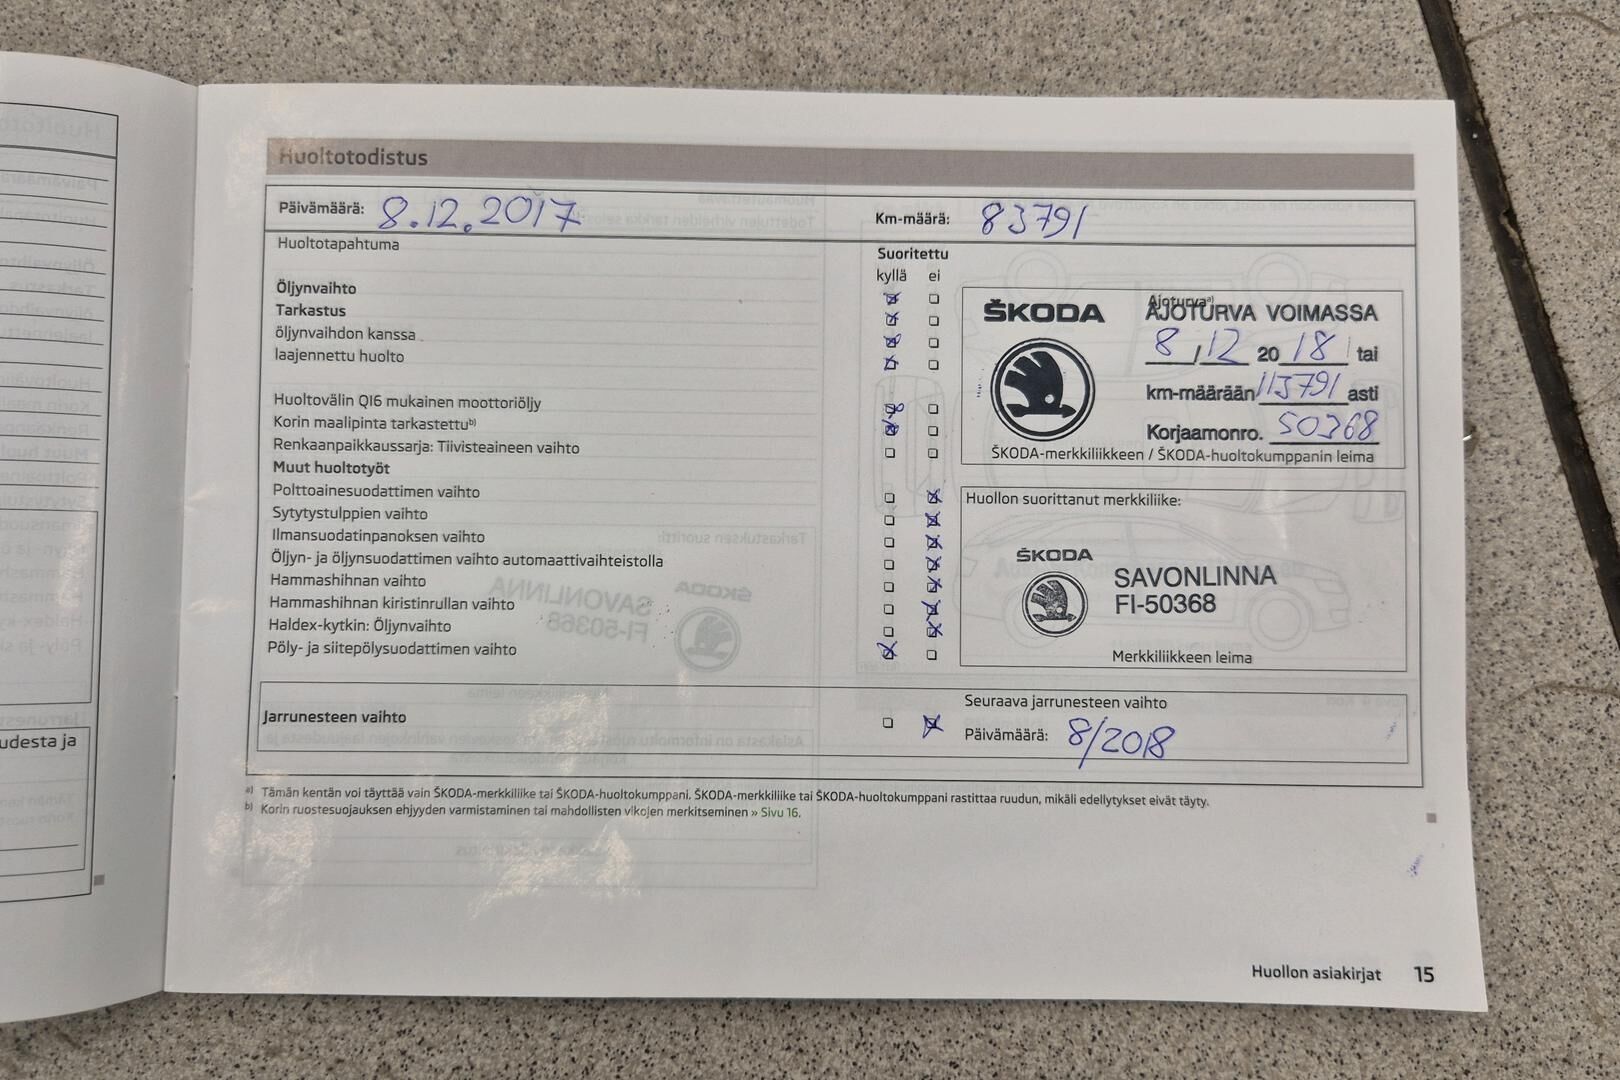 Huoltotodistus
Päivämäärä: 8.12.2017 Km-määrä: 83791
Huoltotapahtuma
Suoritettu
kyllä ei
Öljynvaihto
Tarkastus
öljynvaihdon kanssa
laajennettu huolto
Huoltovälin QI6 mukainen moottoriöljy
Korin maalipinta tarkastettu b)
Renkaanpaikkaussarja: Tiivisteaineen vaihto
Muut huoltotyöt
Polttoainesuodattimen vaihto
Sytytystulppien vaihto
Ilmansuodatinpanoksen vaihto
Öljyn- ja öljynsuodattimen vaihto automaattivaihteistolla
Hammashihnan vaihto
Hammashihnan kiristinrullan vaihto
Haldex-kytkin: Öljynvaihto
Pöly- ja siitepölysuodattimen vaihto
ŠKODA
Ajoturva a)
AJOTURVA VOIMASSA
8 / 12 20 18 tai
km-määrään 113791 asti
Korjaamonro. 50368
ŠKODA-merkkiliikkeen / ŠKODA-huoltokumppanin leima
Huollon suorittanut merkkiliike:
ŠKODA
SAVONLINNA
FI-50368
Merkkiliikkeen leima
Jarrunesteen vaihto
Seuraava jarrunesteen vaihto
Päivämäärä: 8/2018
a) Tämän kentän voi täyttää vain ŠKODA-merkkiliike tai ŠKODA-huoltokumppani. ŠKODA-merkkiliike tai ŠKODA-huoltokumppani rastittaa ruudun, mikäli edellytykset eivät täyty.
b) Korin ruostesuojauksen ehjyyden varmistaminen tai mahdollisten vikojen merkitseminen » Sivu 16.
udesta ja
Huollon asiakirjat 15